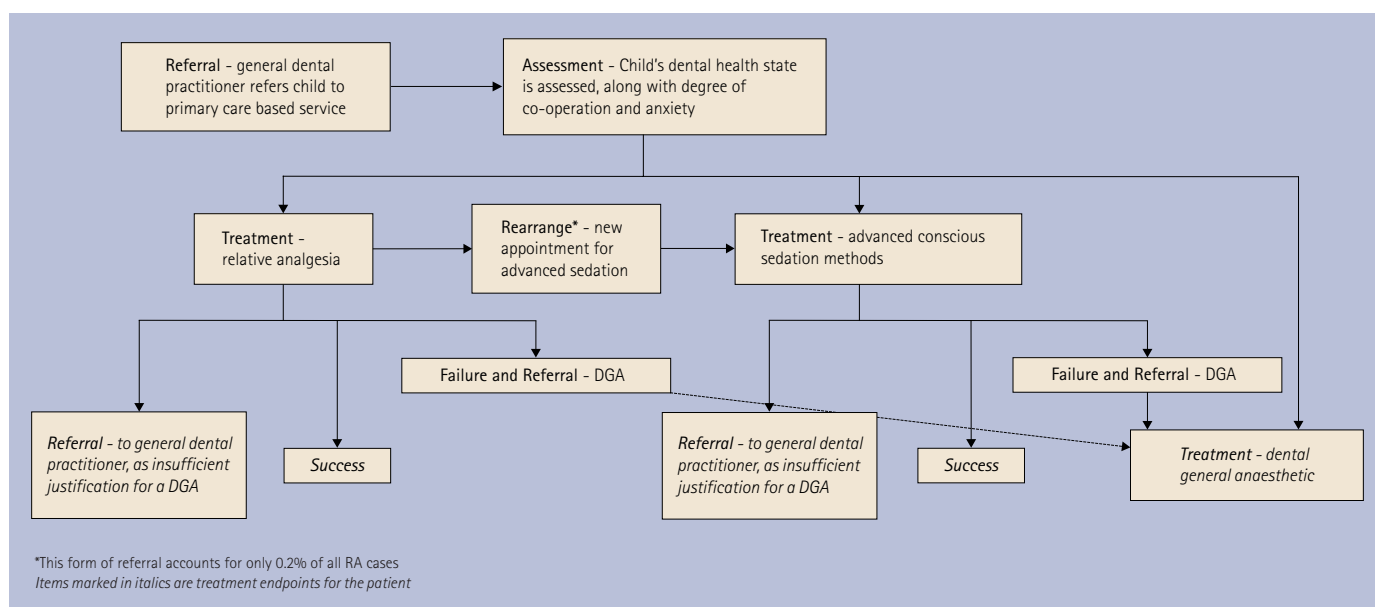 Referral - general dental
practitioner refers child to
primary care based service
Assessment - Child's dental health state
is assessed, along with degree of
co-operation and anxiety
Treatment -
relative analgesia
Rearrange* - new
appointment for
advanced sedation
Treatment - advanced conscious
sedation methods
Failure and Referral - DGA
Failure and Referral - DGA
Referral - to general dental
practitioner, as insufficient
justification for a DGA
Success
Referral - to general dental
practitioner, as insufficient
justification for a DGA
Success
Treatment - dental
general anaesthetic
*This form of referral accounts for only 0.2% of all RA cases
Items marked in italics are treatment endpoints for the patient